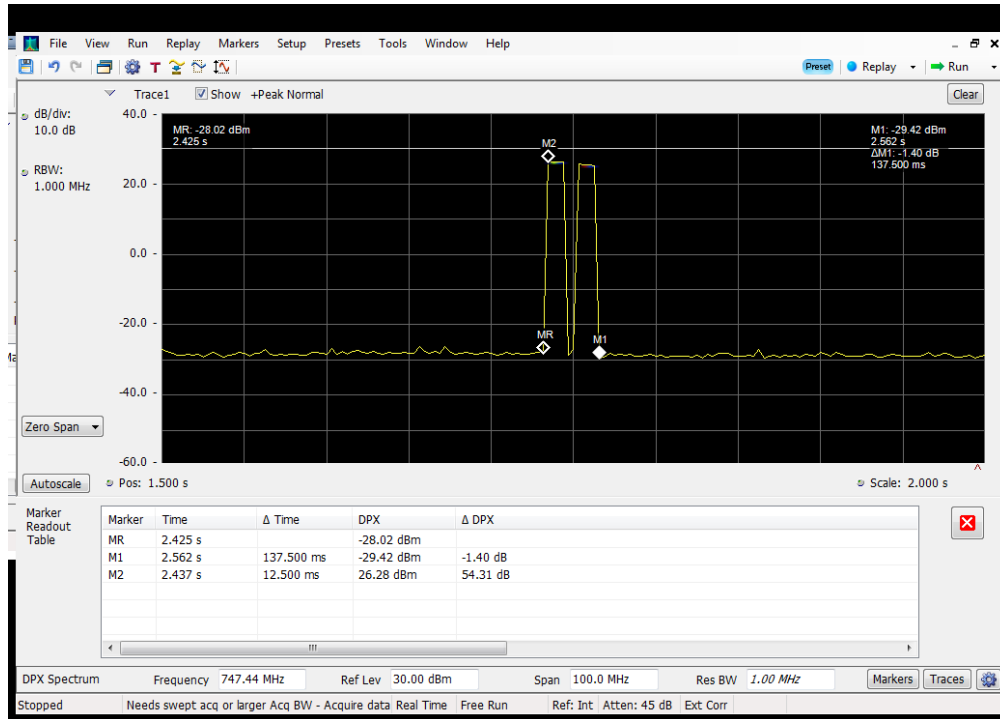 File View Run Replay Markers Setup Presets Tools Window Help
T Preset Replay Run
Trace1 Show +Peak Normal Clear
dB/div:
10.0 dB
RBW:
1.000 MHz
40.0
20.0
0.0
-20.0
-40.0
-60.0
MR: -28.02 dBm
2.425 s
M1: -29.42 dBm
2.562 s
ΔM1: -1.40 dB
137.500 ms
M2
MR
M1
Zero Span
Autoscale Pos: 1.500 s Scale: 2.000 s
Marker
Readout
Table
Marker Time Δ Time DPX Δ DPX
MR 2.425 s -28.02 dBm
M1 2.562 s 137.500 ms -29.42 dBm -1.40 dB
M2 2.437 s 12.500 ms 26.28 dBm 54.31 dB
DPX Spectrum Frequency 747.44 MHz Ref Lev 30.00 dBm Span 100.0 MHz Res BW 1.00 MHz Markers Traces
Stopped Needs swept acq or larger Acq BW - Acquire data Real Time Free Run Ref: Int Atten: 45 dB Ext Corr